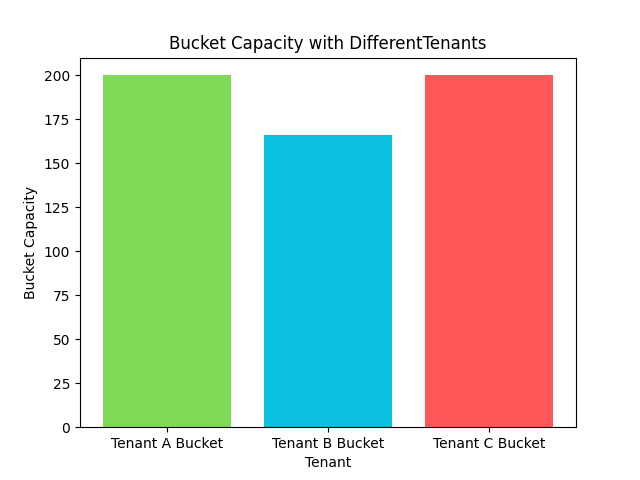 Bucket Capacity with DifferentTenants
Bucket Capacity
200
175
150
125
100
75
50
25
0
Tenant A Bucket
Tenant B Bucket
Tenant C Bucket
Tenant